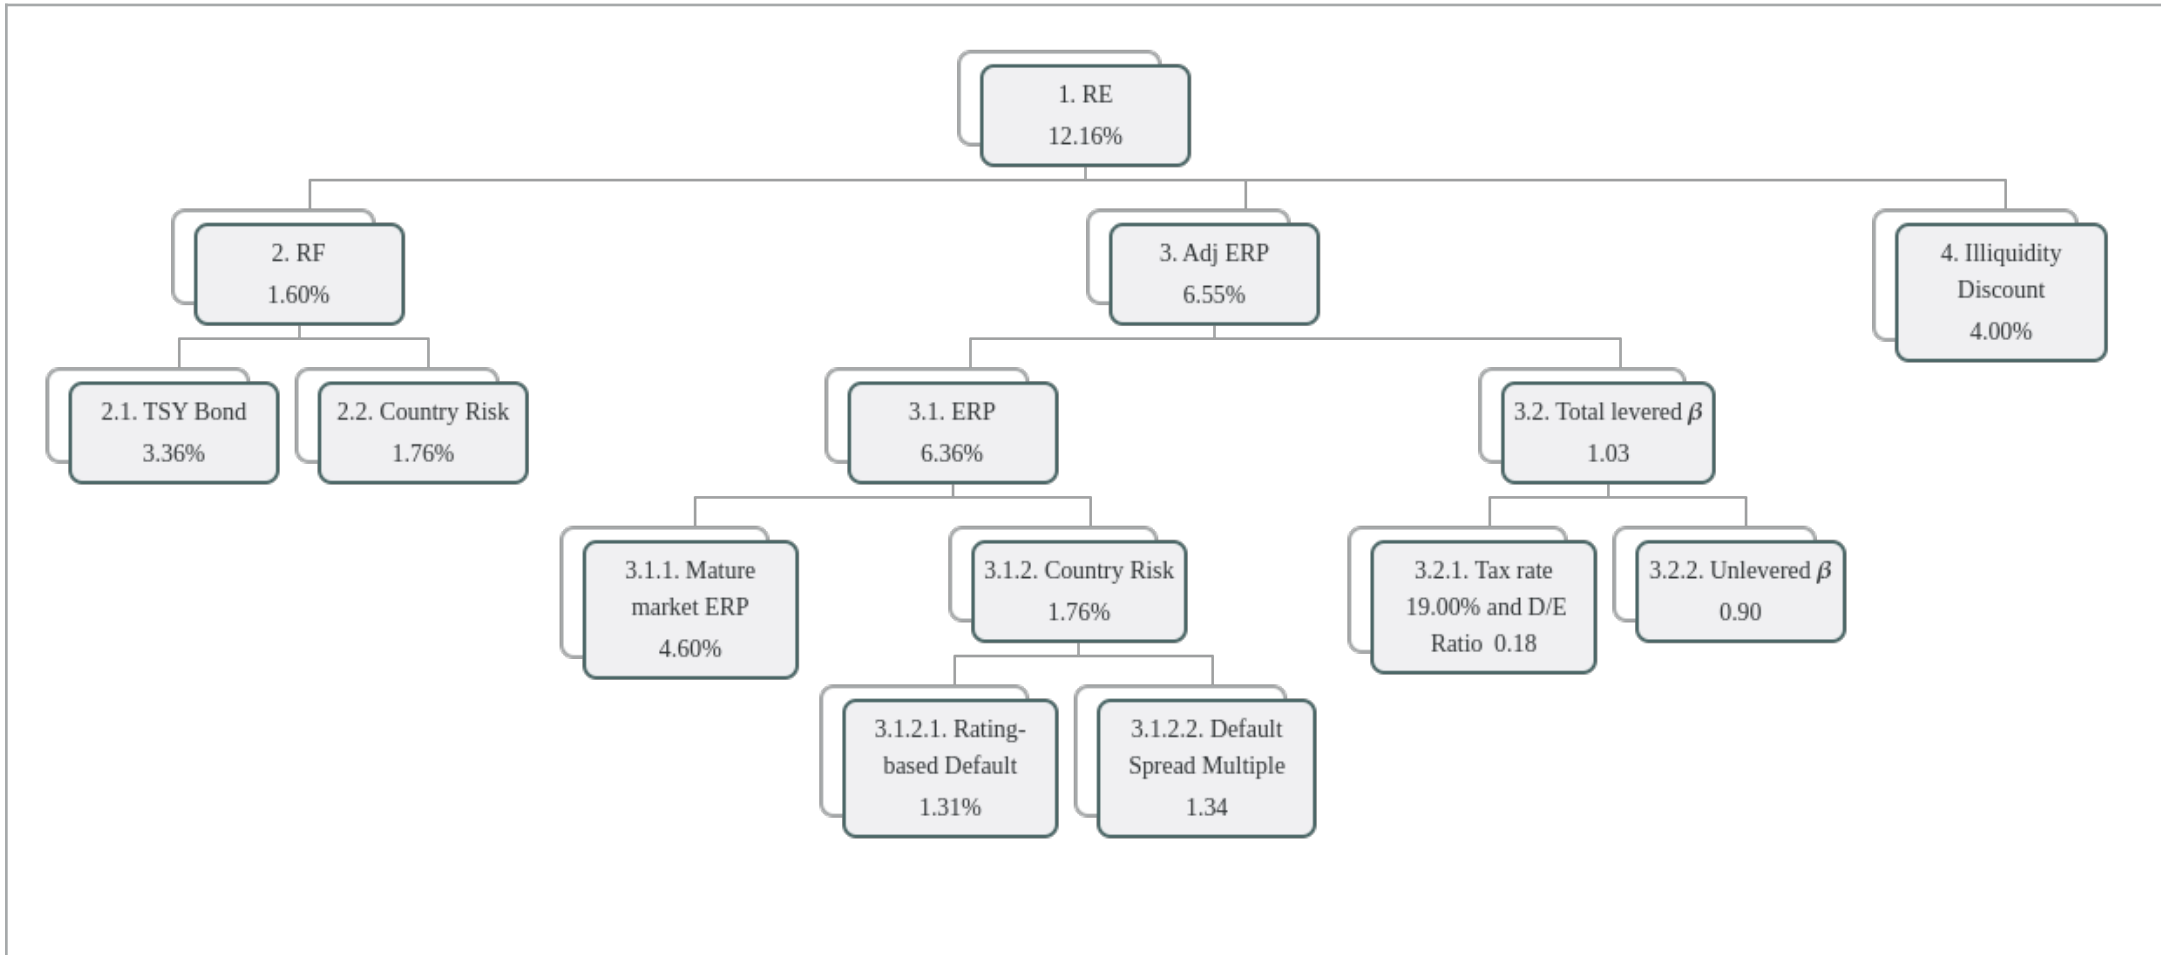 1. RE
12.16%
2. RF
1.60%
3. Adj ERP
6.55%
4. Illiquidity
Discount
4.00%
2.1. TSY Bond
3.36%
2.2. Country Risk
1.76%
3.1. ERP
6.36%
3.2. Total levered β
1.03
3.1.1. Mature
market ERP
4.60%
3.1.2. Country Risk
1.76%
3.2.1. Tax rate
19.00% and D/E
Ratio 0.18
3.2.2. Unlevered β
0.90
3.1.2.1. Rating-
based Default
1.31%
3.1.2.2. Default
Spread Multiple
1.34